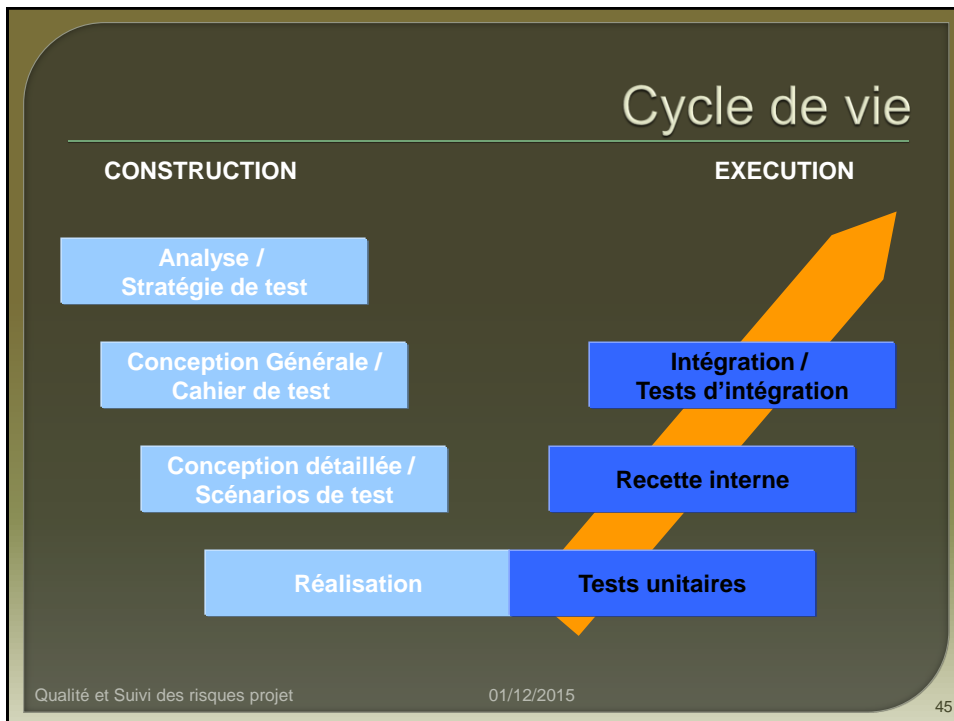 Cycle de vie
CONSTRUCTION
EXECUTION
Analyse /
Stratégie de test
Conception Générale /
Cahier de test
Intégration /
Tests d'intégration
Conception détaillée /
Scénarios de test
Recette interne
Réalisation
Tests unitaires
Qualité et Suivi des risques projet
01/12/2015
45